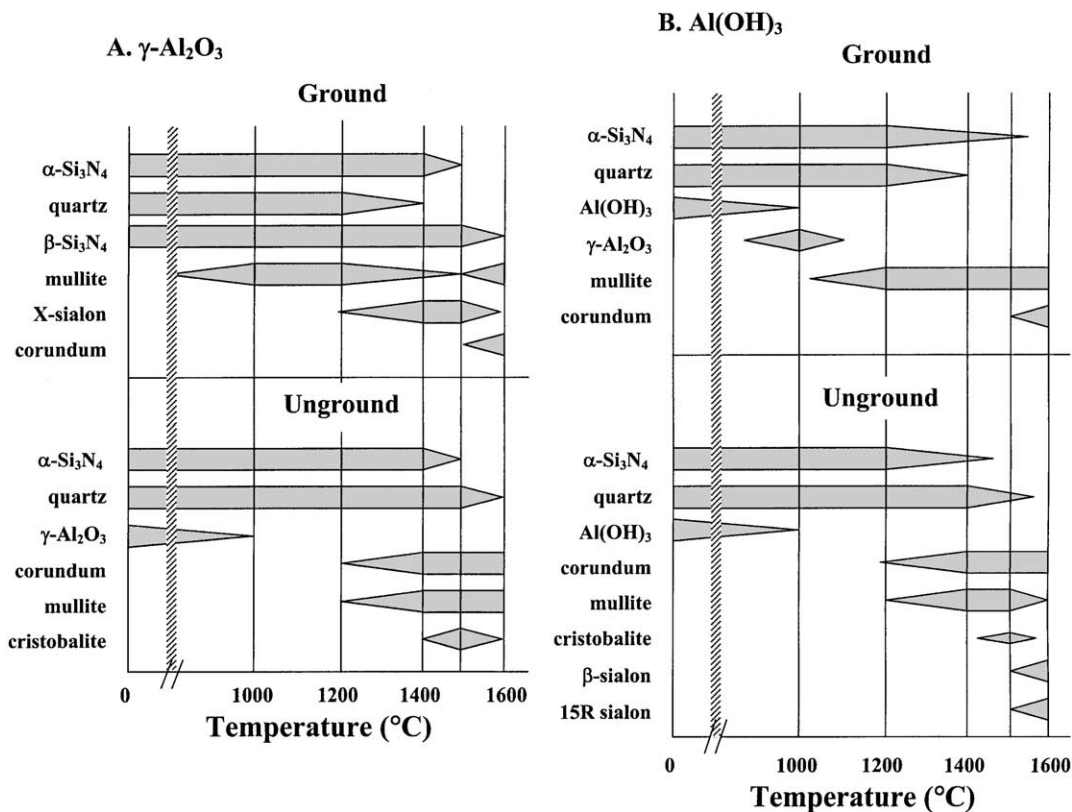 A. γ-Al₂O₃
Ground
α-Si₃N₄
quartz
β-Si₃N₄
mullite
X-sialon
corundum
Unground
α-Si₃N₄
quartz
γ-Al₂O₃
corundum
mullite
cristobalite
0 1000 1200 1400 1600
Temperature (°C)
B. Al(OH)₃
Ground
α-Si₃N₄
quartz
Al(OH)₃
γ-Al₂O₃
mullite
corundum
Unground
α-Si₃N₄
quartz
Al(OH)₃
corundum
mullite
cristobalite
β-sialon
15R sialon
0 1000 1200 1400 1600
Temperature (°C)